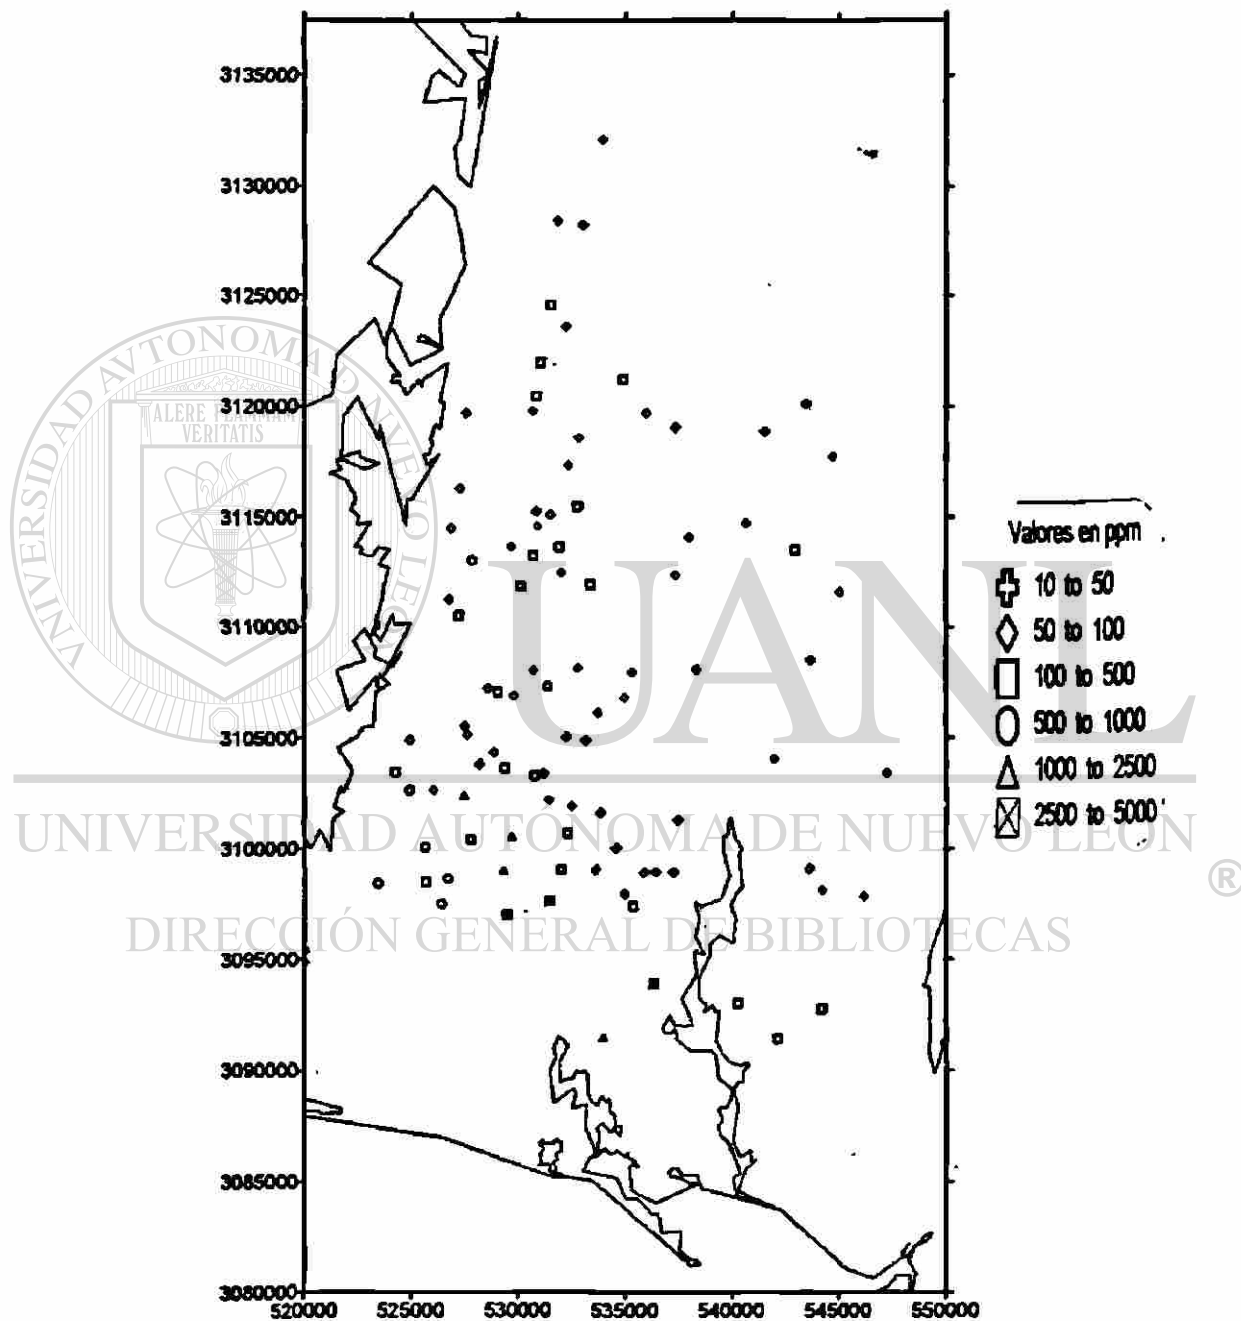 3135000
3130000
3125000
3120000
3115000
3110000
3105000
3100000
3095000
3090000
3085000
3080000
520000 525000 530000 535000 540000 545000 550000
Valores en ppm
10 to 50
50 to 100
100 to 500
500 to 1000
1000 to 2500
2500 to 5000
UNIVERSIDAD AVTONOMA DE NVEVO LEON
ALERE FLAMMAM
VERITATIS
UANL
UNIVERSIDAD AUTÓNOMA DE NUEVO LEÓN
®
DIRECCIÓN GENERAL DE BIBLIOTECAS